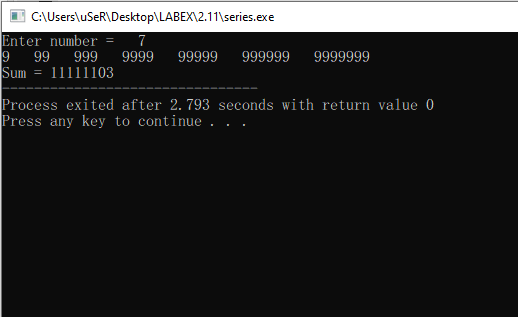 C:\Users\uSeR\Desktop\LABEX\2.11\series.exe
Enter number =   7
9   99   999   9999   99999   999999   9999999
Sum = 11111103
--------------------------------
Process exited after 2.793 seconds with return value 0
Press any key to continue . . .